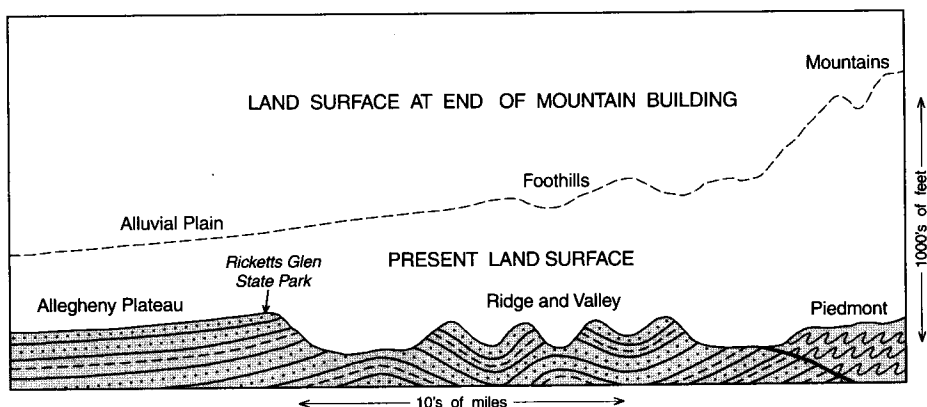 Mountains
LAND SURFACE AT END OF MOUNTAIN BUILDING
Foothills
Alluvial Plain
1000's of feet
Ricketts Glen
State Park
PRESENT LAND SURFACE
Allegheny Plateau
Ridge and Valley
Piedmont
10's of miles